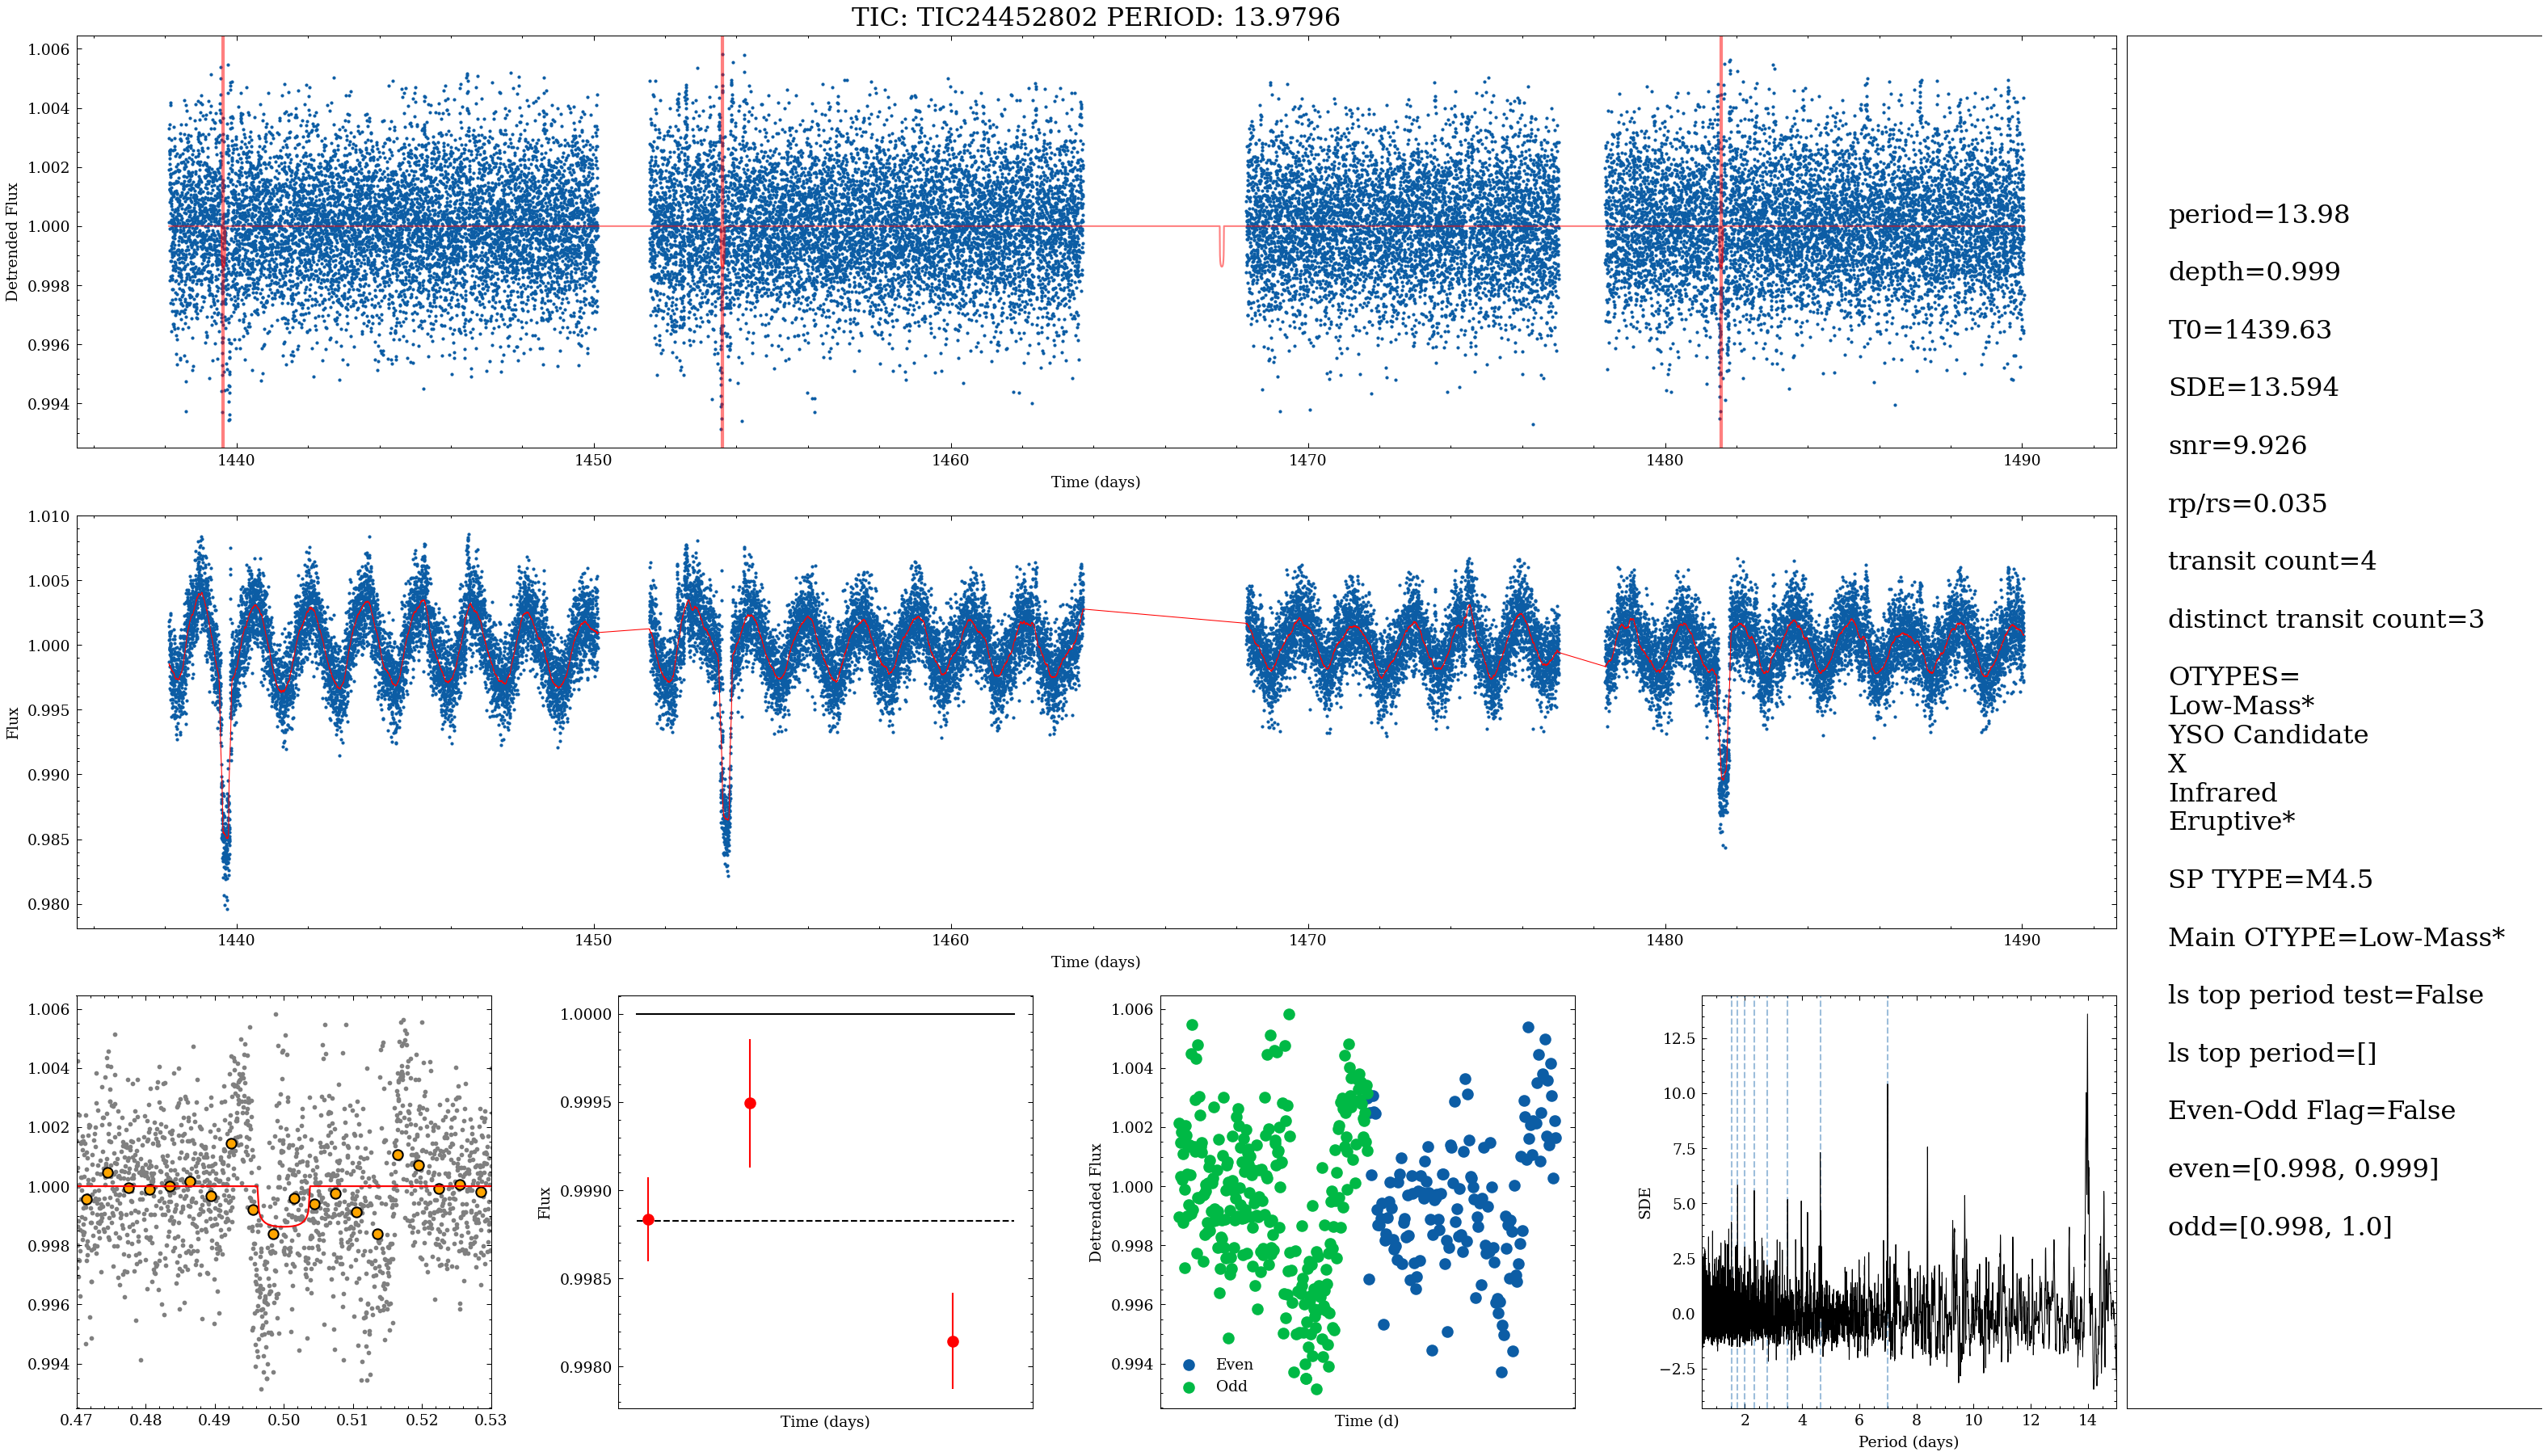 TIC: TIC24452802 PERIOD: 13.9796
1.006
1.004
1.002
1.000
0.998
0.996
0.994
Detrended Flux
1440
1450
1460
1470
1480
1490
Time (days)
1.010
1.005
1.000
0.995
0.990
0.985
0.980
Flux
1440
1450
1460
1470
1480
1490
Time (days)
1.006
1.004
1.002
1.000
0.998
0.996
0.994
0.47
0.48
0.49
0.50
0.51
0.52
0.53
1.0000
0.9995
0.9990
0.9985
0.9980
Flux
Time (days)
1.006
1.004
1.002
1.000
0.998
0.996
0.994
Detrended Flux
Even
Odd
Time (d)
12.5
10.0
7.5
5.0
2.5
0.0
−2.5
SDE
2
4
6
8
10
12
14
Period (days)
period=13.98
depth=0.999
T0=1439.63
SDE=13.594
snr=9.926
rp/rs=0.035
transit count=4
distinct transit count=3
OTYPES=
Low-Mass*
YSO Candidate
X
Infrared
Eruptive*
SP TYPE=M4.5
Main OTYPE=Low-Mass*
ls top period test=False
ls top period=[]
Even-Odd Flag=False
even=[0.998, 0.999]
odd=[0.998, 1.0]